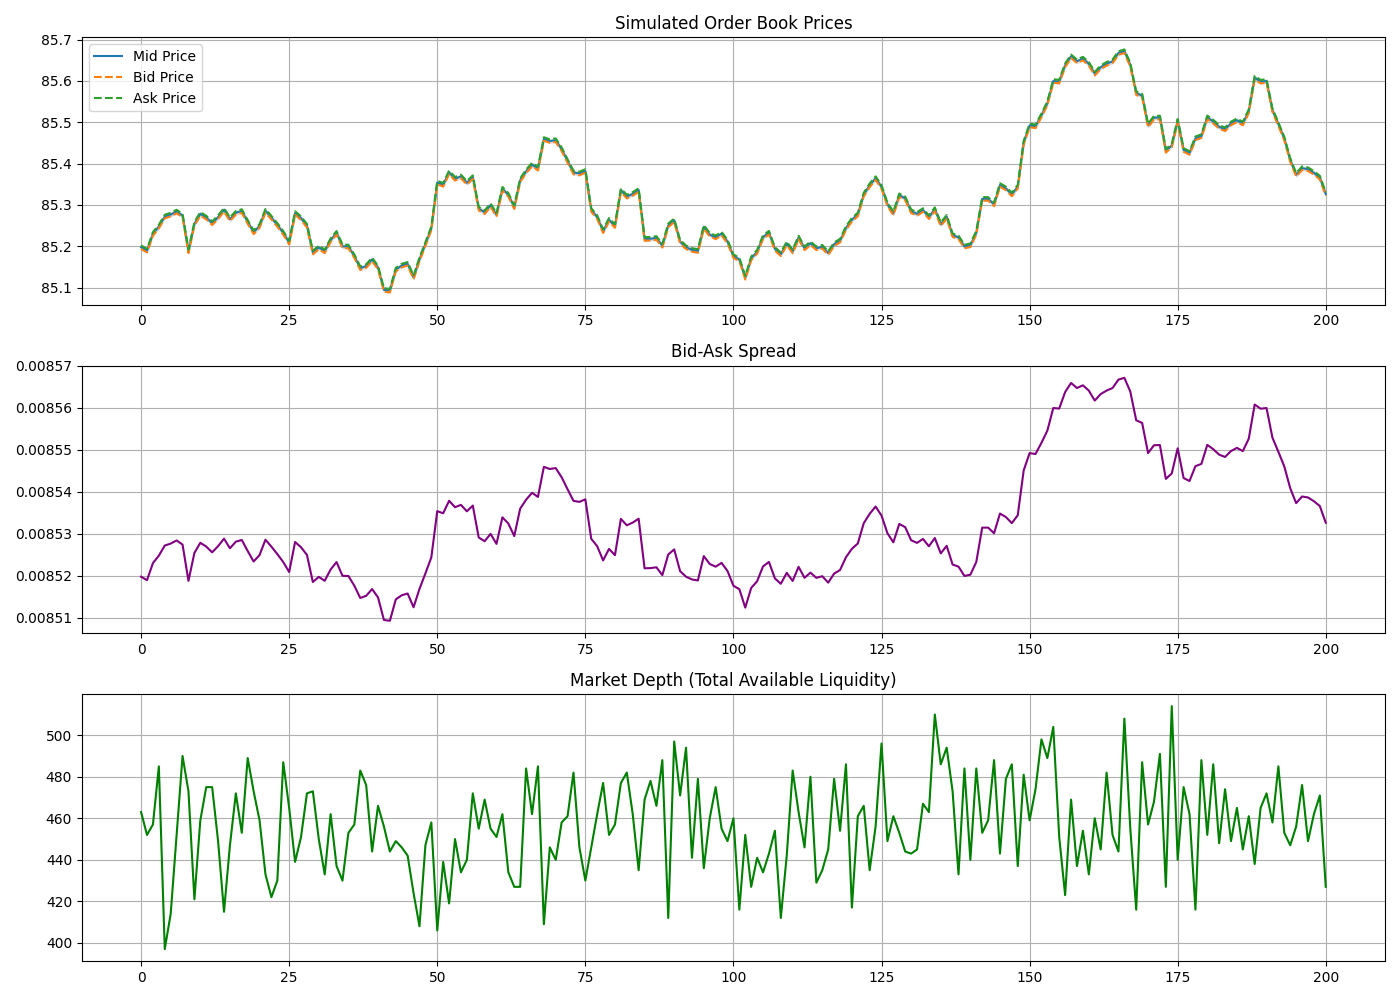 Simulated Order Book Prices
85.7
85.6
85.5
85.4
85.3
85.2
85.1
Mid Price
Bid Price
Ask Price
0 25 50 75 100 125 150 175 200
Bid-Ask Spread
0.00857
0.00856
0.00855
0.00854
0.00853
0.00852
0.00851
0 25 50 75 100 125 150 175 200
Market Depth (Total Available Liquidity)
500
480
460
440
420
400
0 25 50 75 100 125 150 175 200